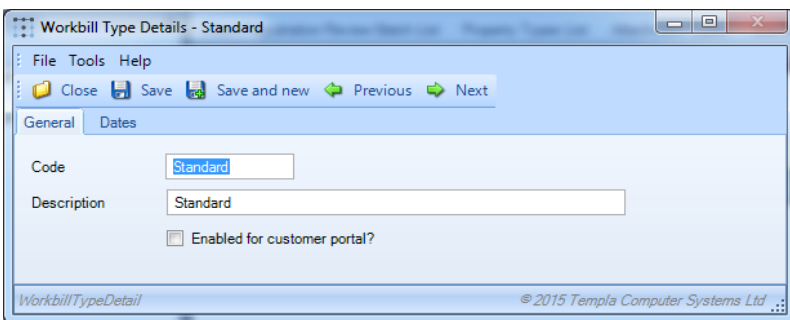 Workbill Type Details - Standard
File Tools Help
Close Save Save and new Previous Next
General Dates
Code Standard
Description Standard
Enabled for customer portal?
WorkbillTypeDetail © 2015 Templa Computer Systems Ltd